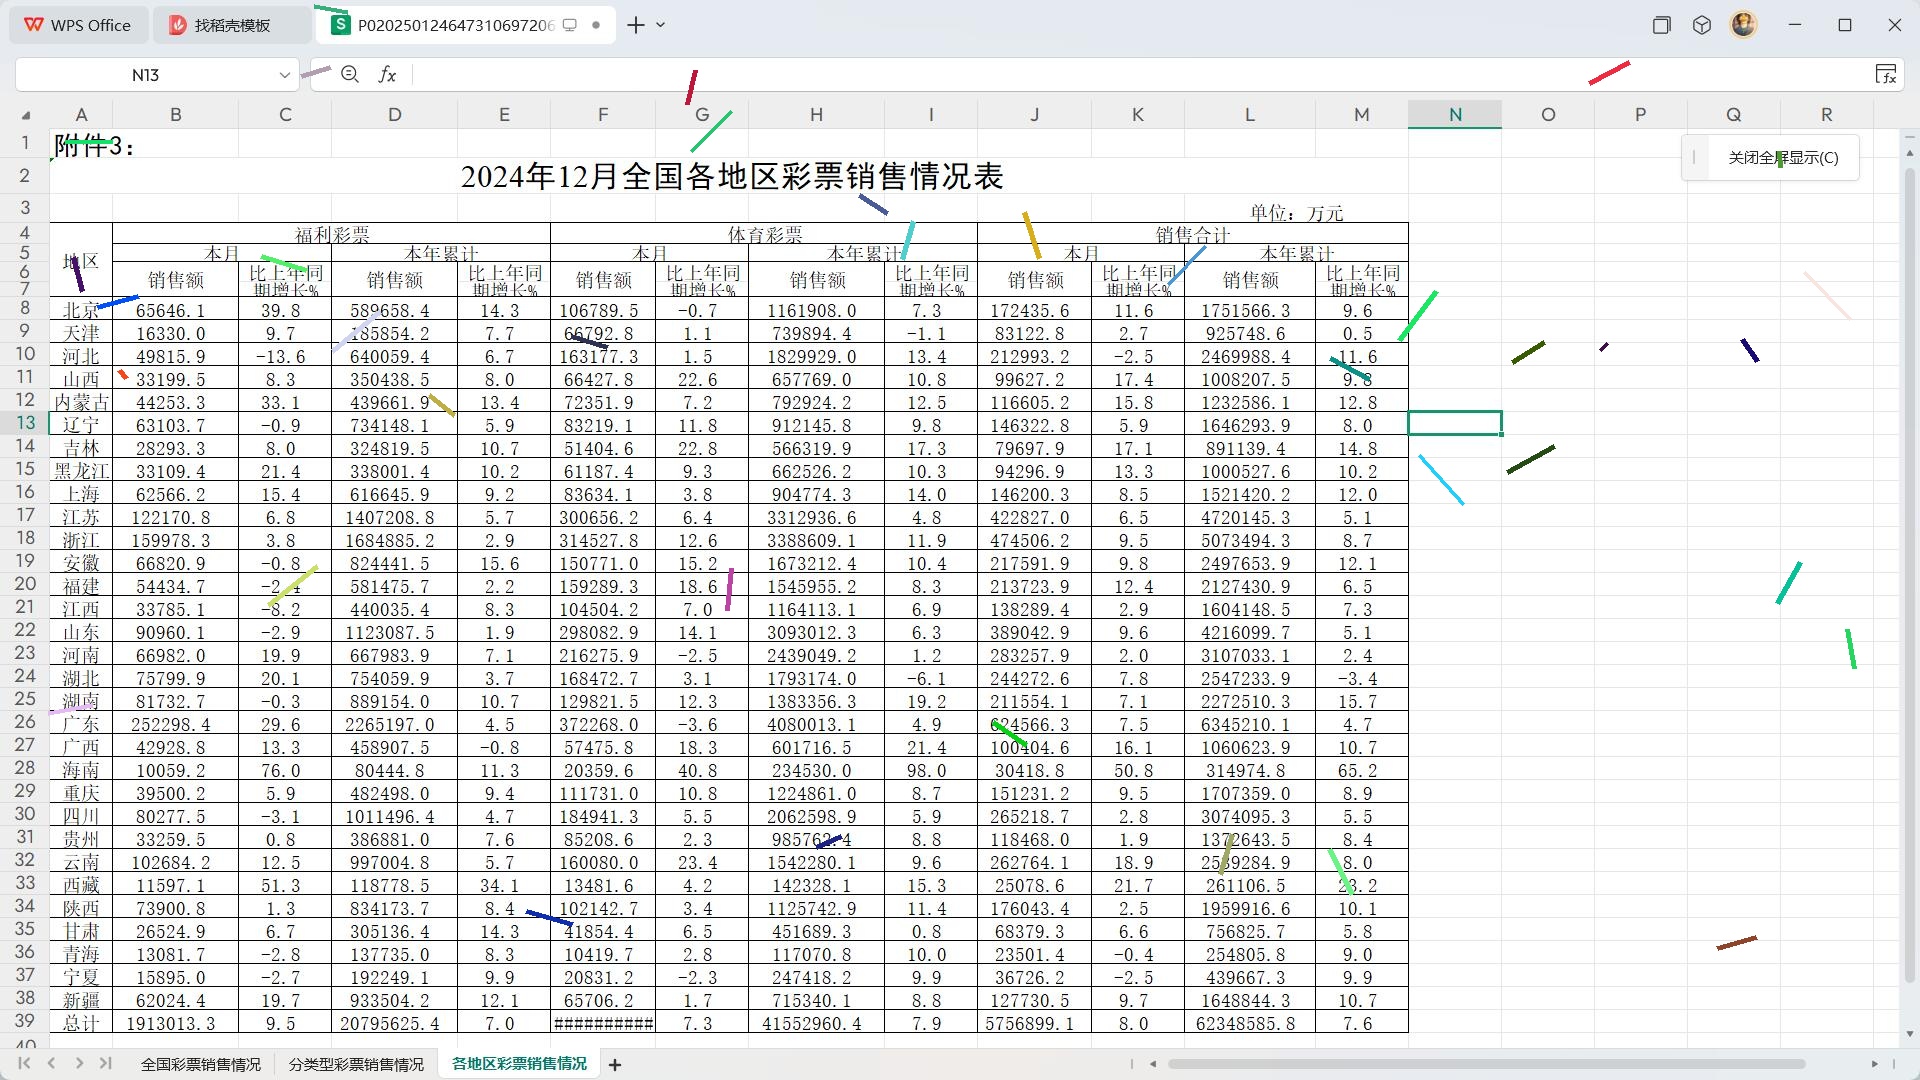 WPS Office 找稻壳模板 S P020250124647310697206
N13 fx
A B C D E F G H I J K L M N O P Q R
1 附件3：
关闭全屏显示(C)
2 2024年12月全国各地区彩票销售情况表
3 单位：万元
4 地区 福利彩票 体育彩票 销售合计
5 本月 本年累计 本月 本年累计 本月 本年累计
6 销售额 比上年同 销售额 比上年同 销售额 比上年同 销售额 比上年同 销售额 比上年同 销售额 比上年同
7 期增长% 期增长% 期增长% 期增长% 期增长% 期增长%
8 北京 65646.1 39.8 589658.4 14.3 106789.5 -0.7 1161908.0 7.3 172435.6 11.6 1751566.3 9.6
9 天津 16330.0 9.7 185854.2 7.7 66792.8 1.1 739894.4 -1.1 83122.8 2.7 925748.6 0.5
10 河北 49815.9 -13.6 640059.4 6.7 163177.3 1.5 1829929.0 13.4 212993.2 -2.5 2469988.4 11.6
11 山西 33199.5 8.3 350438.5 8.0 66427.8 22.6 657769.0 10.8 99627.2 17.4 1008207.5 9.8
12 内蒙古 44253.3 33.1 439661.9 13.4 72351.9 7.2 792924.2 12.5 116605.2 15.8 1232586.1 12.8
13 辽宁 63103.7 -0.9 734148.1 5.9 83219.1 11.8 912145.8 9.8 146322.8 5.9 1646293.9 8.0
14 吉林 28293.3 8.0 324819.5 10.7 51404.6 22.8 566319.9 17.3 79697.9 17.1 891139.4 14.8
15 黑龙江 33109.4 21.4 338001.4 10.2 61187.4 9.3 662526.2 10.3 94296.9 13.3 1000527.6 10.2
16 上海 62566.2 15.4 616645.9 9.2 83634.1 3.8 904774.3 14.0 146200.3 8.5 1521420.2 12.0
17 江苏 122170.8 6.8 1407208.8 5.7 300656.2 6.4 3312936.6 4.8 422827.0 6.5 4720145.3 5.1
18 浙江 159978.3 3.8 1684885.2 2.9 314527.8 12.6 3388609.1 11.9 474506.2 9.5 5073494.3 8.7
19 安徽 66820.9 -0.8 824441.5 15.6 150771.0 15.2 1673212.4 10.4 217591.9 9.8 2497653.9 12.1
20 福建 54434.7 -2.4 581475.7 2.2 159289.3 18.6 1545955.2 8.3 213723.9 12.4 2127430.9 6.5
21 江西 33785.1 -8.2 440035.4 8.3 104504.2 7.0 1164113.1 6.9 138289.4 2.9 1604148.5 7.3
22 山东 90960.1 -2.9 1123087.5 1.9 298082.9 14.1 3093012.3 6.3 389042.9 9.6 4216099.7 5.1
23 河南 66982.0 19.9 667983.9 7.1 216275.9 -2.5 2439049.2 1.2 283257.9 2.0 3107033.1 2.4
24 湖北 75799.9 20.1 754059.9 3.7 168472.7 3.1 1793174.0 -6.1 244272.6 7.8 2547233.9 -3.4
25 湖南 81732.7 -0.3 889154.0 10.7 129821.5 12.3 1383356.3 19.2 211554.1 7.1 2272510.3 15.7
26 广东 252298.4 29.6 2265197.0 4.5 372268.0 -3.6 4080013.1 4.9 624566.3 7.5 6345210.1 4.7
27 广西 42928.8 13.3 458907.5 -0.8 57475.8 18.3 601716.5 21.4 100404.6 16.1 1060623.9 10.7
28 海南 10059.2 76.0 80444.8 11.3 20359.6 40.8 234530.0 98.0 30418.8 50.8 314974.8 65.2
29 重庆 39500.2 5.9 482498.0 9.4 111731.0 10.8 1224861.0 8.7 151231.2 9.5 1707359.0 8.9
30 四川 80277.5 -3.1 1011496.4 4.7 184941.3 5.5 2062598.9 5.9 265218.7 2.8 3074095.3 5.5
31 贵州 33259.5 0.8 386881.0 7.6 85208.6 2.3 985762.4 8.8 118468.0 1.9 1372643.5 8.4
32 云南 102684.2 12.5 997004.8 5.7 160080.0 23.4 1542280.1 9.6 262764.1 18.9 2539284.9 8.0
33 西藏 11597.1 51.3 118778.5 34.1 13481.6 4.2 142328.1 15.3 25078.6 21.7 261106.5 23.2
34 陕西 73900.8 1.3 834173.7 8.4 102142.7 3.4 1125742.9 11.4 176043.4 2.5 1959916.6 10.1
35 甘肃 26524.9 6.7 305136.4 14.3 41854.4 6.5 451689.3 0.8 68379.3 6.6 756825.7 5.8
36 青海 13081.7 -2.8 137735.0 8.3 10419.7 2.8 117070.8 10.0 23501.4 -0.4 254805.8 9.0
37 宁夏 15895.0 -2.7 192249.1 9.9 20831.2 -2.3 247418.2 9.9 36726.2 -2.5 439667.3 9.9
38 新疆 62024.4 19.7 933504.2 12.1 65706.2 1.7 715340.1 8.8 127730.5 9.7 1648844.3 10.7
39 总计 1913013.3 9.5 20795625.4 7.0 ########## 7.3 41552960.4 7.9 5756899.1 8.0 62348585.8 7.6
40
全国彩票销售情况 分类型彩票销售情况 各地区彩票销售情况